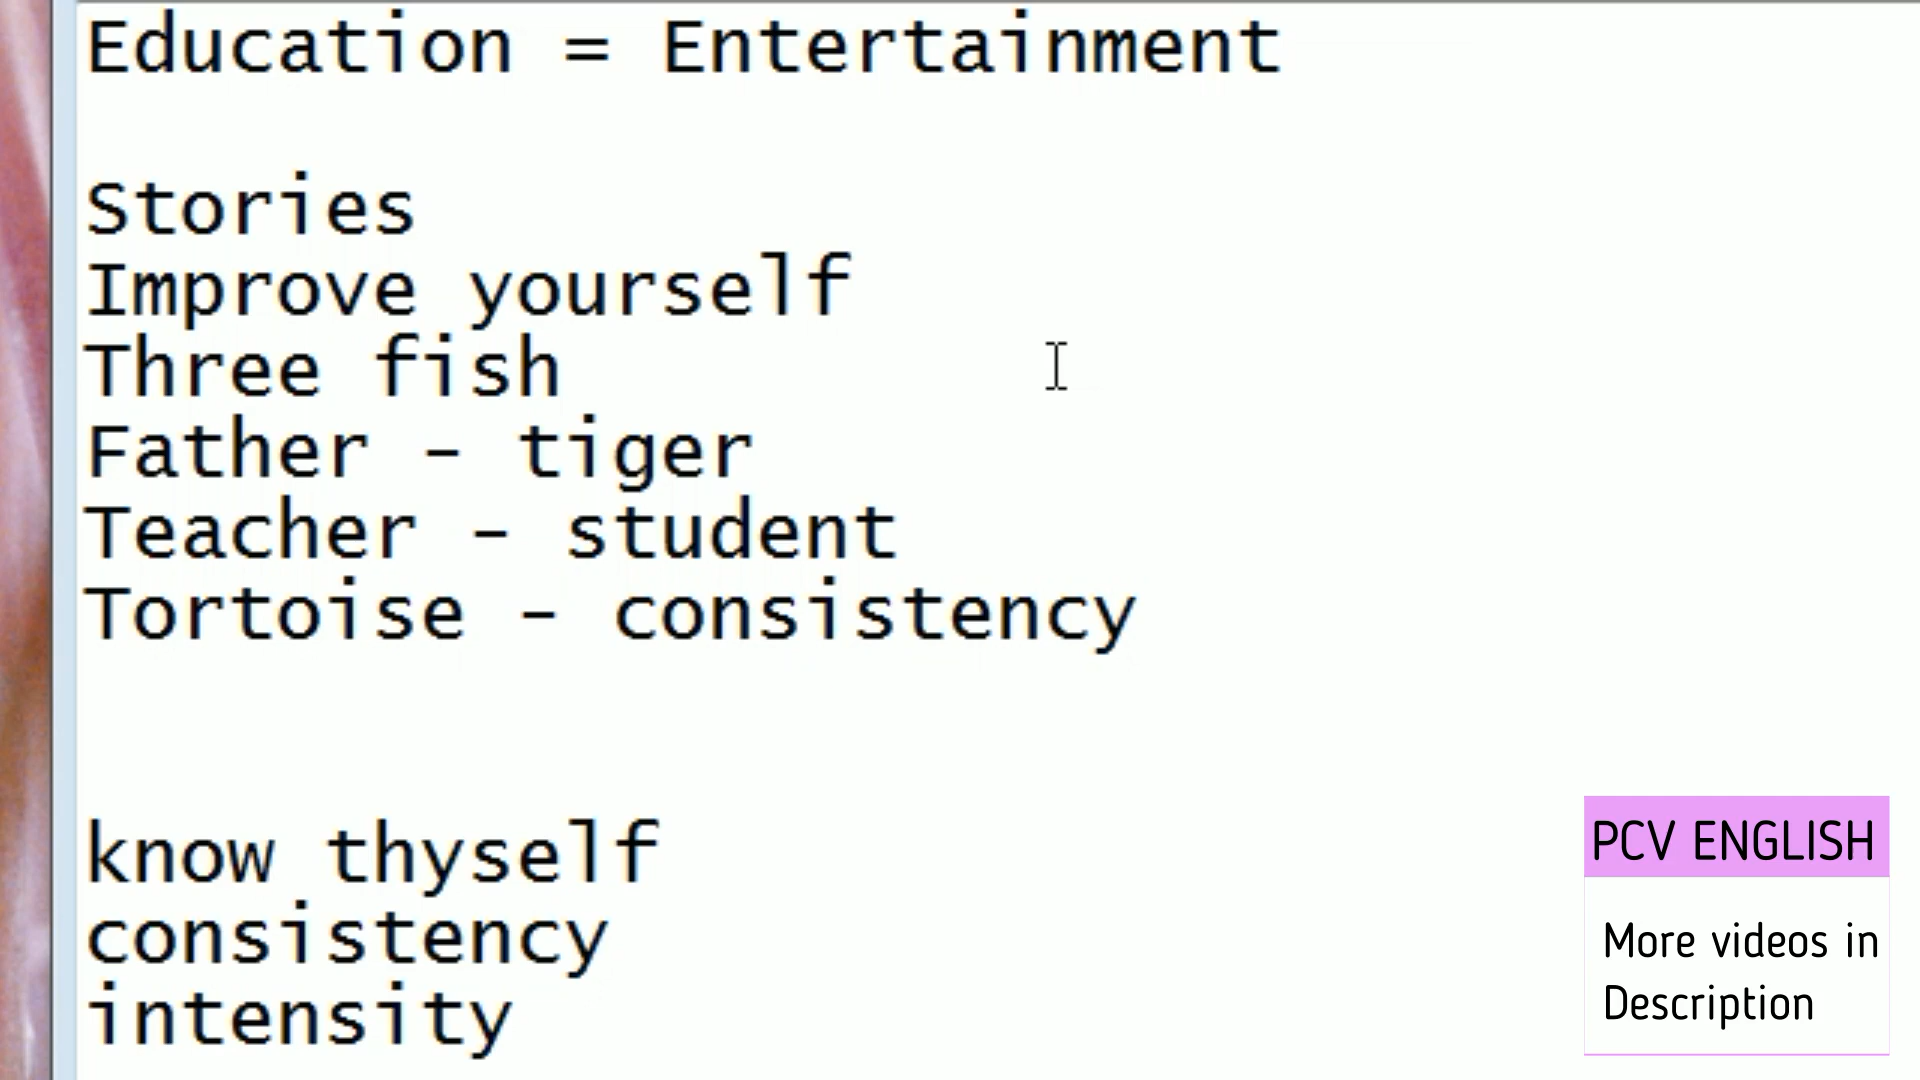 Education = Entertainment
Stories
Improve yourself
Three fish
Father - tiger
Teacher - student
Tortoise - consistency
know thyself
consistency
intensity
PCV ENGLISH
More videos in
Description